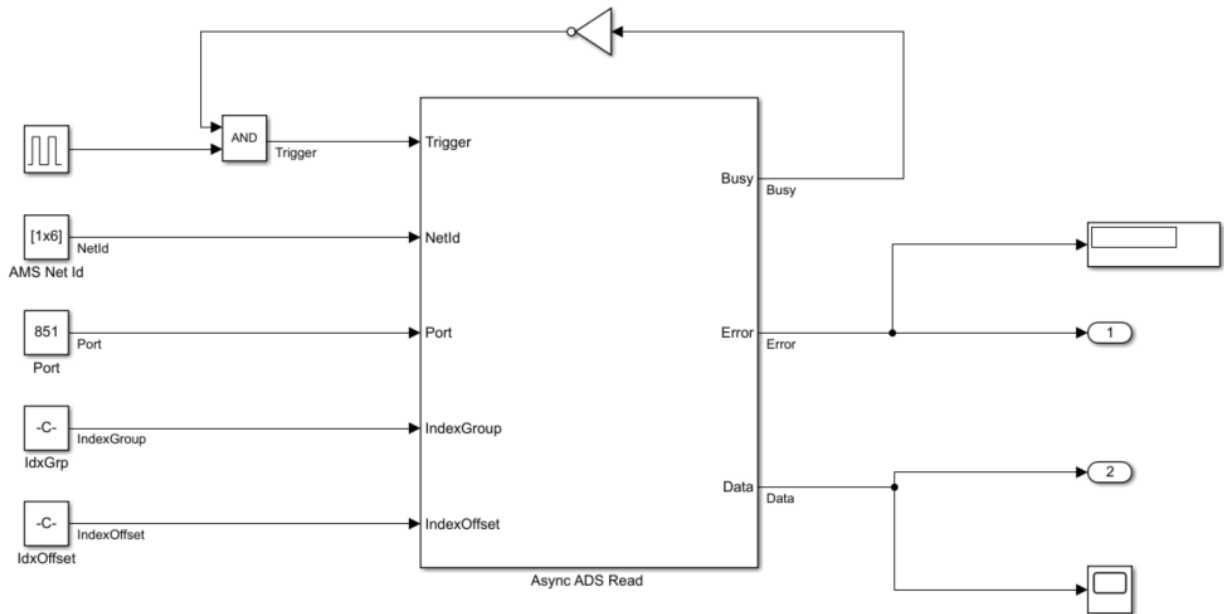 AND
Trigger
Trigger
Busy
Busy
[1x6]
NetId
NetId
AMS Net Id
851
Port
Port
Port
Error
Error
1
-C-
IndexGroup
IndexGroup
IdxGrp
2
Data
Data
-C-
IndexOffset
IndexOffset
IdxOffset
Async ADS Read